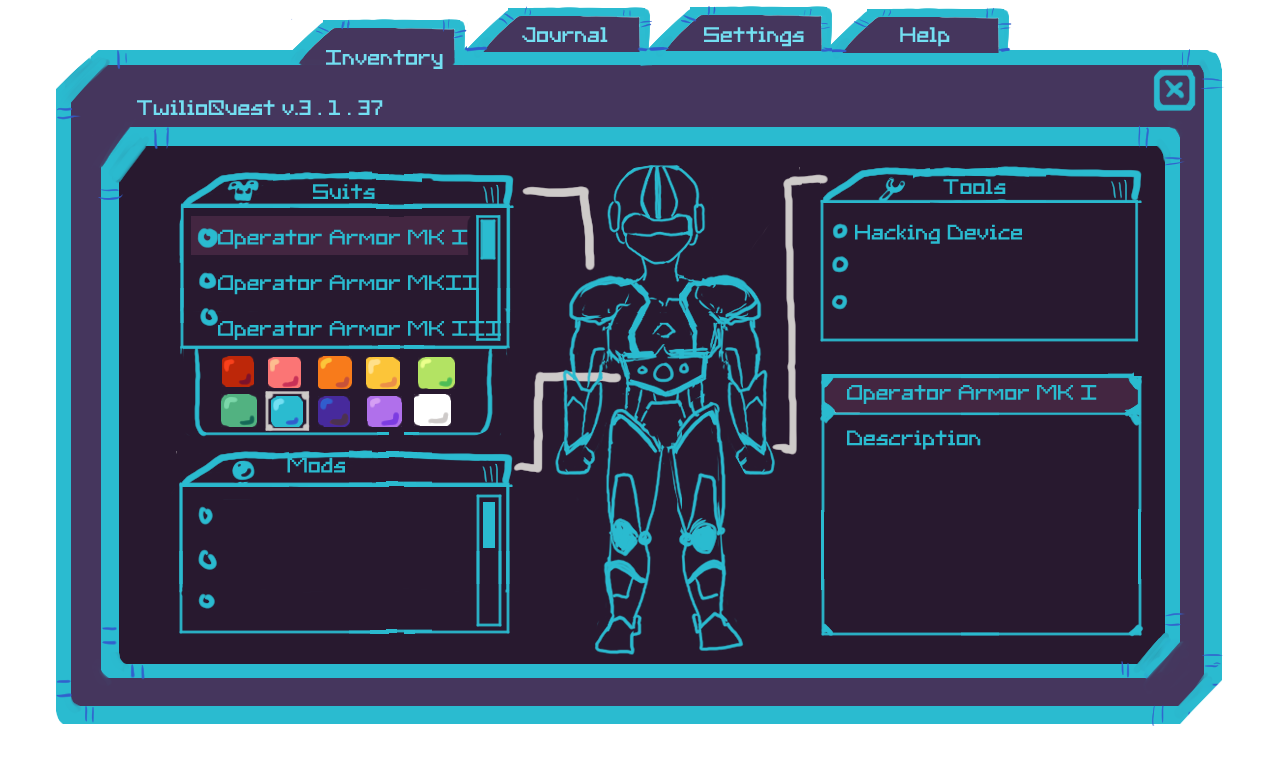 Inventory
Journal
Settings
Help
TwilioQuest v.3.1.37
Suits
Operator Armor MK I
Operator Armor MKII
Operator Armor MK III
Mods
Tools
Hacking Device
Operator Armor MK I
Description